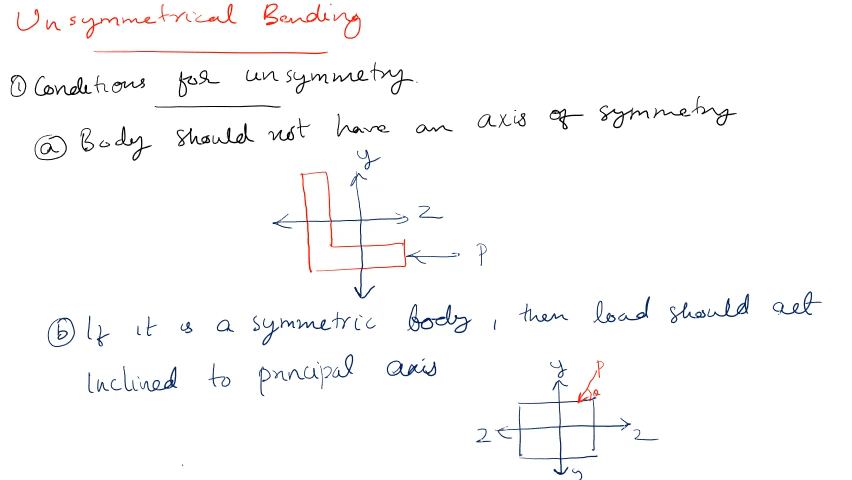 Unsymmetrical Bending
① Conditions for unsymmetry.
ⓐ Body should not have an axis of symmetry
y
Z
P
ⓑ If it is a symmetric body, then load should act
inclined to principal axis
y
P
Z
Z
y